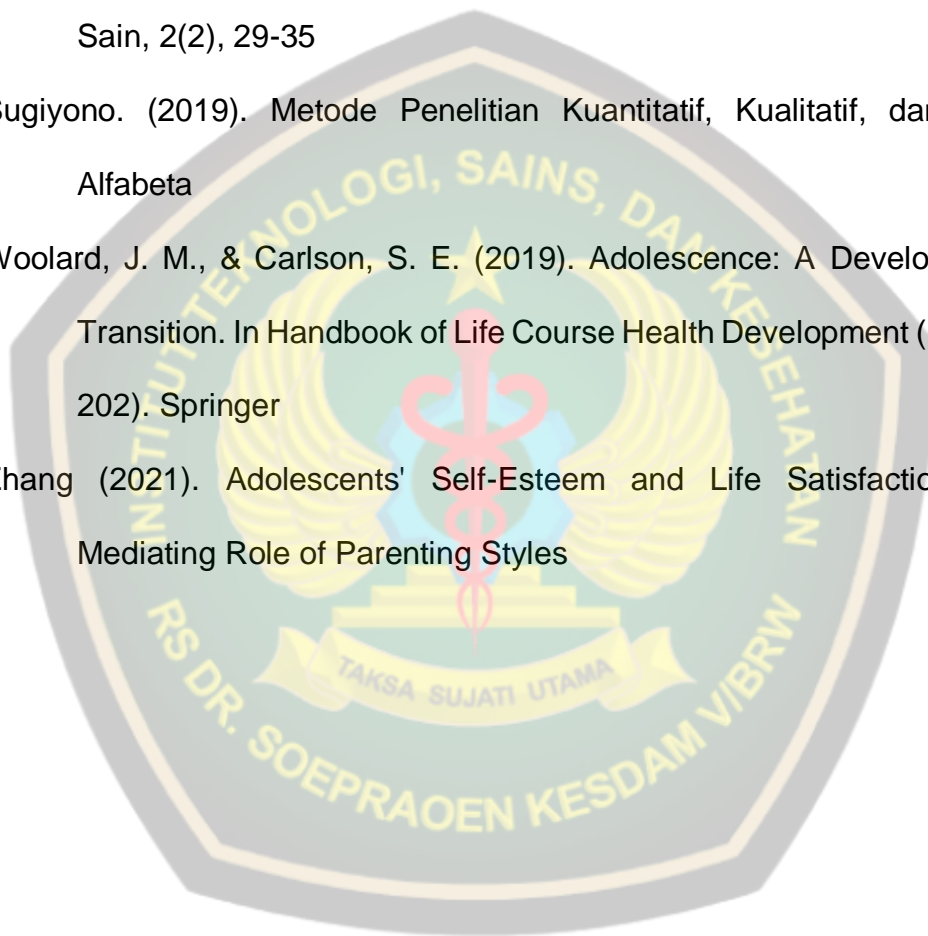 Sain, 2(2), 29-35
Sugiyono. (2019). Metode Penelitian Kuantitatif, Kualitatif, dan
Alfabeta
Woolard, J. M., & Carlson, S. E. (2019). Adolescence: A Develo
Transition. In Handbook of Life Course Health Development (
202). Springer
Zhang (2021). Adolescents' Self-Esteem and Life Satisfactio
Mediating Role of Parenting Styles
INSTITUT TEKNOLOGI, SAINS, DAN KESEHATAN
TAKSA SUJATI UTAMA
RS DR. SOEPRAOEN KESDAM V/BRW